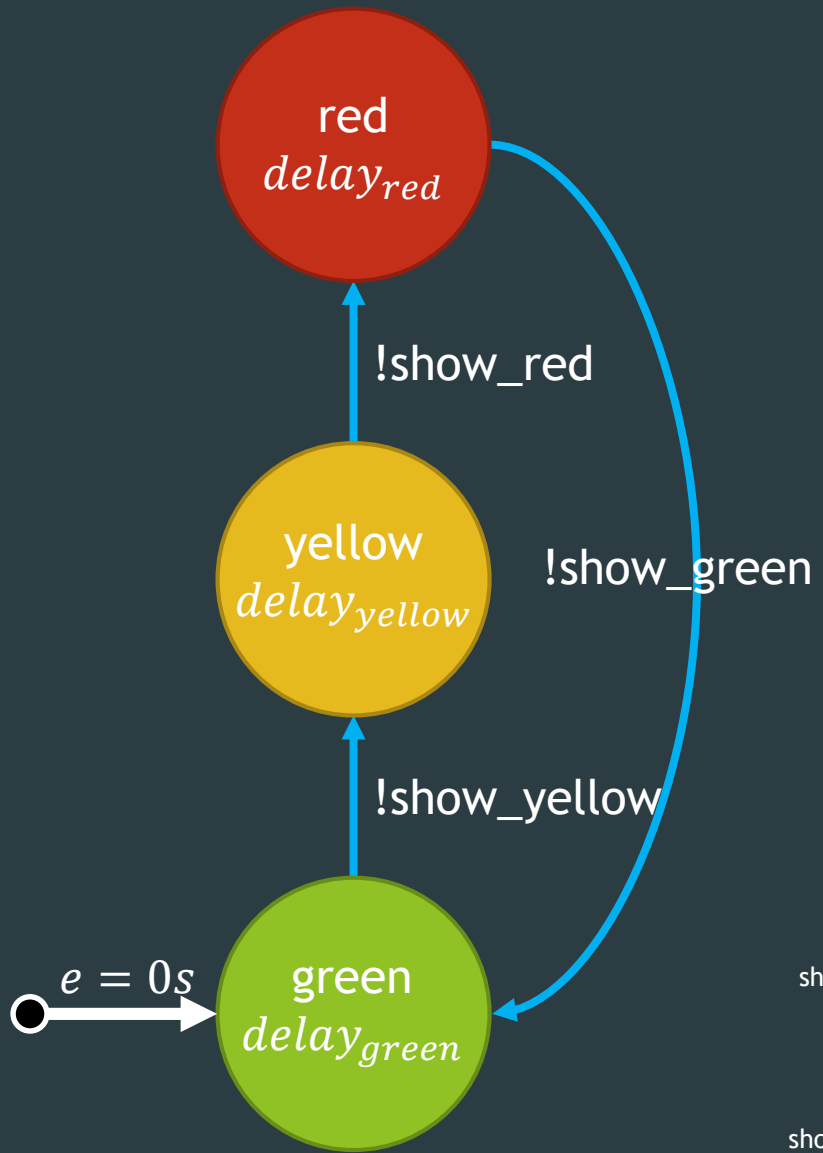 red
delay_red
!show_red
yellow
delay_yellow
!show_green
!show_yellow
e = 0s
green
delay_green